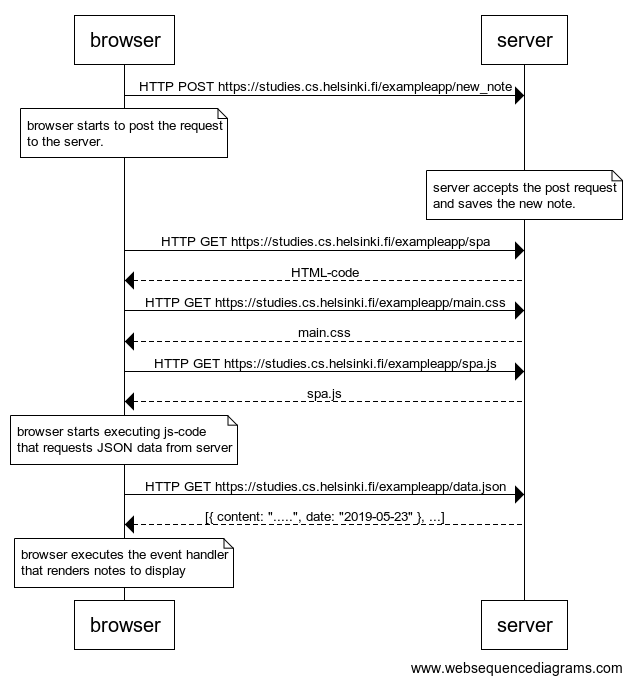 browser
server
HTTP POST https://studies.cs.helsinki.fi/exampleapp/new_note
browser starts to post the request
to the server.
server accepts the post request
and saves the new note.
HTTP GET https://studies.cs.helsinki.fi/exampleapp/spa
HTML-code
HTTP GET https://studies.cs.helsinki.fi/exampleapp/main.css
main.css
HTTP GET https://studies.cs.helsinki.fi/exampleapp/spa.js
spa.js
browser starts executing js-code
that requests JSON data from server
HTTP GET https://studies.cs.helsinki.fi/exampleapp/data.json
[{ content: ".....", date: "2019-05-23" }, ...]
browser executes the event handler
that renders notes to display
browser
server
www.websequencediagrams.com